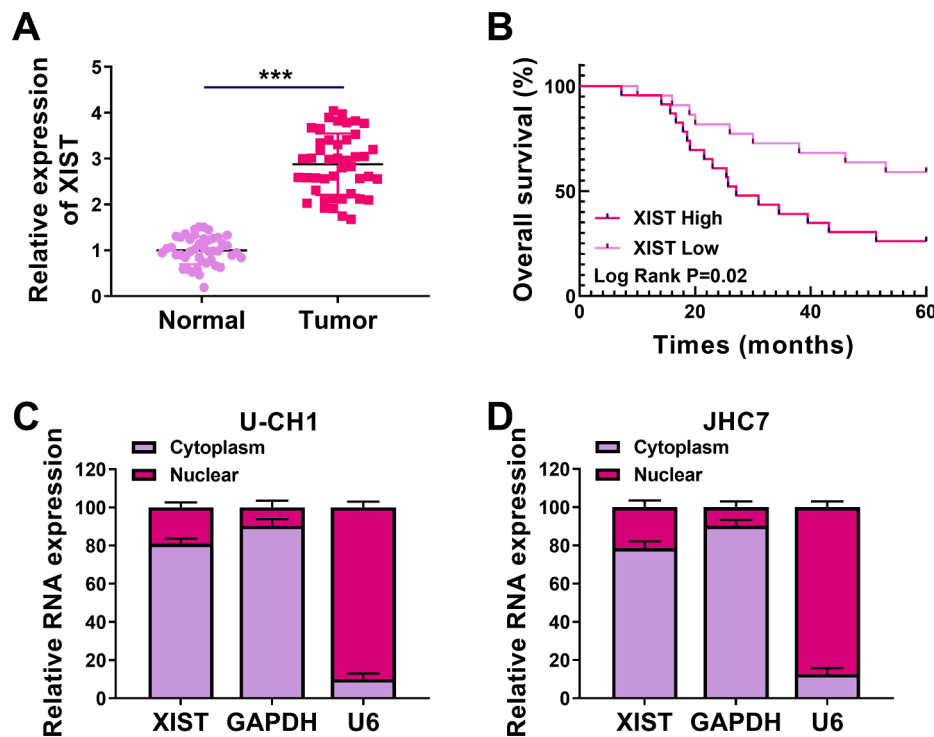 A
Relative expression
of XIST
5
4
3
2
1
0
***
Normal
Tumor
B
Overall survival (%)
100
50
0
XIST High
XIST Low
Log Rank P=0.02
0
20
40
60
Times (months)
C
U-CH1
Cytoplasm
Nuclear
Relative RNA expression
120
100
80
60
40
20
0
XIST
GAPDH
U6
D
JHC7
Cytoplasm
Nuclear
Relative RNA expression
120
100
80
60
40
20
0
XIST
GAPDH
U6